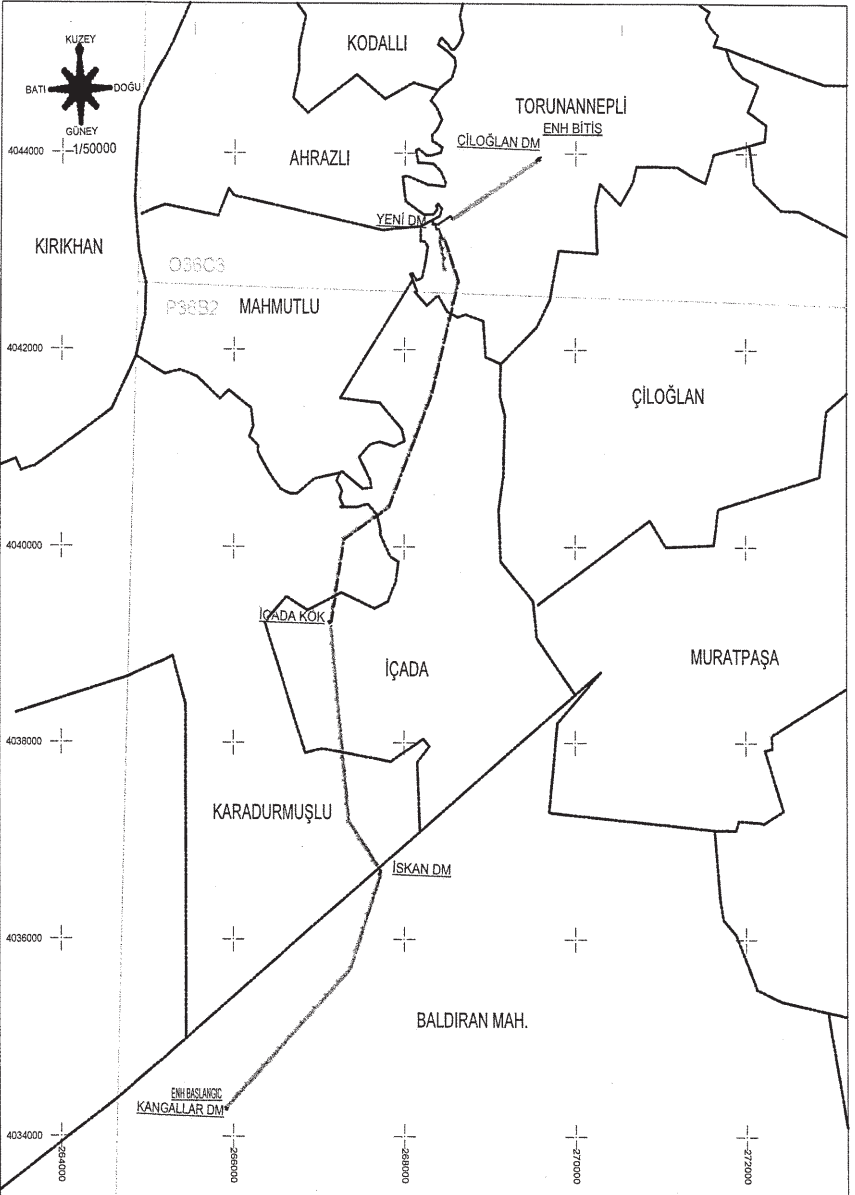 KUZEY
BATI
DOĞU
GÜNEY
1/50000
KODALLI
TORUNANNEPLİ
ENH BİTİŞ
ÇİLOĞLAN DM
4044000
AHRAZLI
YENİ DM
KIRIKHAN
O36C3
P36B2
MAHMUTLU
4042000
ÇİLOĞLAN
4040000
İÇADA KÖK
İÇADA
MURATPAŞA
4038000
KARADURMUŞLU
İSKAN DM
4036000
BALDIRAN MAH.
ENH BAŞLANGIC
KANGALLAR DM
4034000
264000
266000
268000
270000
272000